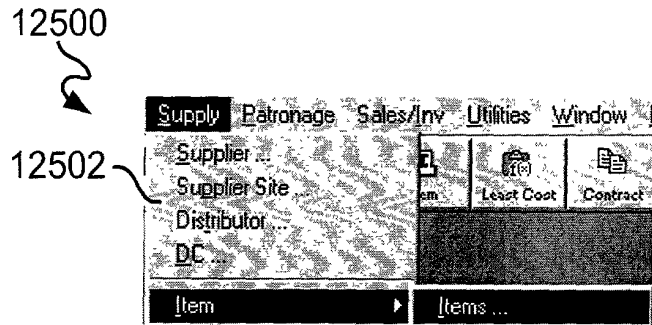 12500
Supply Patronage Sales/Inv Utilities Window
12502
Supplier ...
Supplier Site ...
Distributor ...
DC ...
em
Least Cost
Contract
Item
Items ...